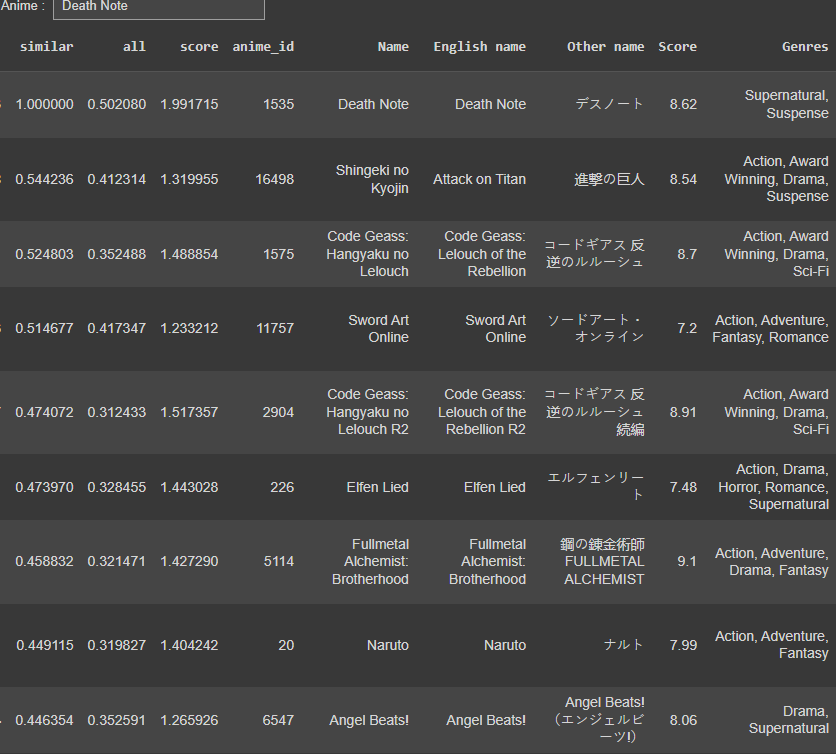 Anime : Death Note
similar all score anime_id Name English name Other name Score Genres
1.000000 0.502080 1.991715 1535 Death Note Death Note デスノート 8.62 Supernatural,
Suspense
0.544236 0.412314 1.319955 16498 Shingeki no
Kyojin Attack on Titan 進撃の巨人 8.54 Action, Award
Winning, Drama,
Suspense
0.524803 0.352488 1.488854 1575 Code Geass:
Hangyaku no
Lelouch Code Geass:
Lelouch of the
Rebellion コードギアス 反
逆のルルーシュ 8.7 Action, Award
Winning, Drama,
Sci-Fi
0.514677 0.417347 1.233212 11757 Sword Art
Online Sword Art
Online ソードアート・
オンライン 7.2 Action, Adventure,
Fantasy, Romance
0.474072 0.312433 1.517357 2904 Code Geass:
Hangyaku no
Lelouch R2 Code Geass:
Lelouch of the
Rebellion R2 コードギアス 反
逆のルルーシュ
続編 8.91 Action, Award
Winning, Drama,
Sci-Fi
0.473970 0.328455 1.443028 226 Elfen Lied Elfen Lied エルフェンリー
ト 7.48 Action, Drama,
Horror, Romance,
Supernatural
0.458832 0.321471 1.427290 5114 Fullmetal
Alchemist:
Brotherhood Fullmetal
Alchemist:
Brotherhood 鋼の錬金術師
FULLMETAL
ALCHEMIST 9.1 Action, Adventure,
Drama, Fantasy
0.449115 0.319827 1.404242 20 Naruto Naruto ナルト 7.99 Action, Adventure,
Fantasy
0.446354 0.352591 1.265926 6547 Angel Beats! Angel Beats! Angel Beats!
（エンジェルビ
ーツ!） 8.06 Drama,
Supernatural